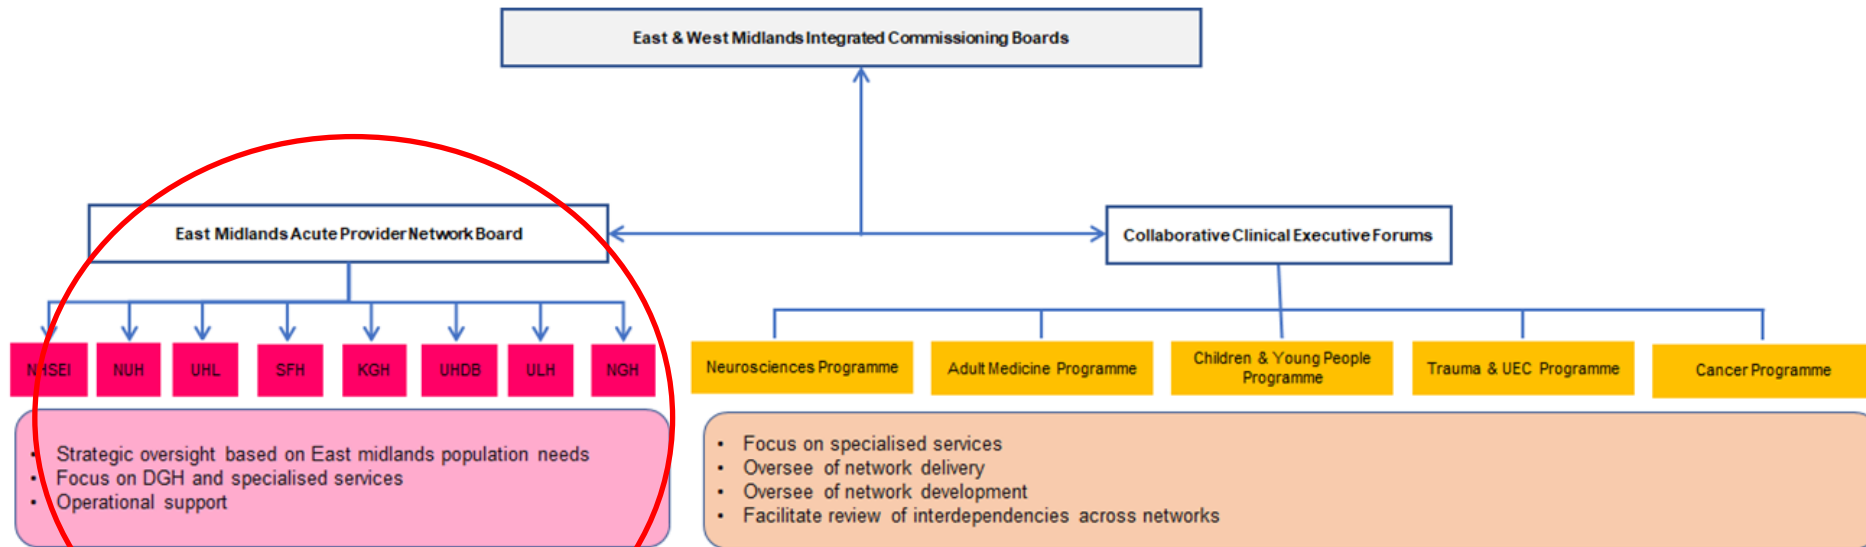 East & West Midlands Integrated Commissioning Boards
East Midlands Acute Provider Network Board
Collaborative Clinical Executive Forums
NHSEI
NUH
UHL
SFH
KGH
UHDB
ULH
NGH
Neurosciences Programme
Adult Medicine Programme
Children & Young People
Programme
Trauma & UEC Programme
Cancer Programme
• Strategic oversight based on East midlands population needs
• Focus on DGH and specialised services
• Operational support
• Focus on specialised services
• Oversee of network delivery
• Oversee of network development
• Facilitate review of interdependencies across networks